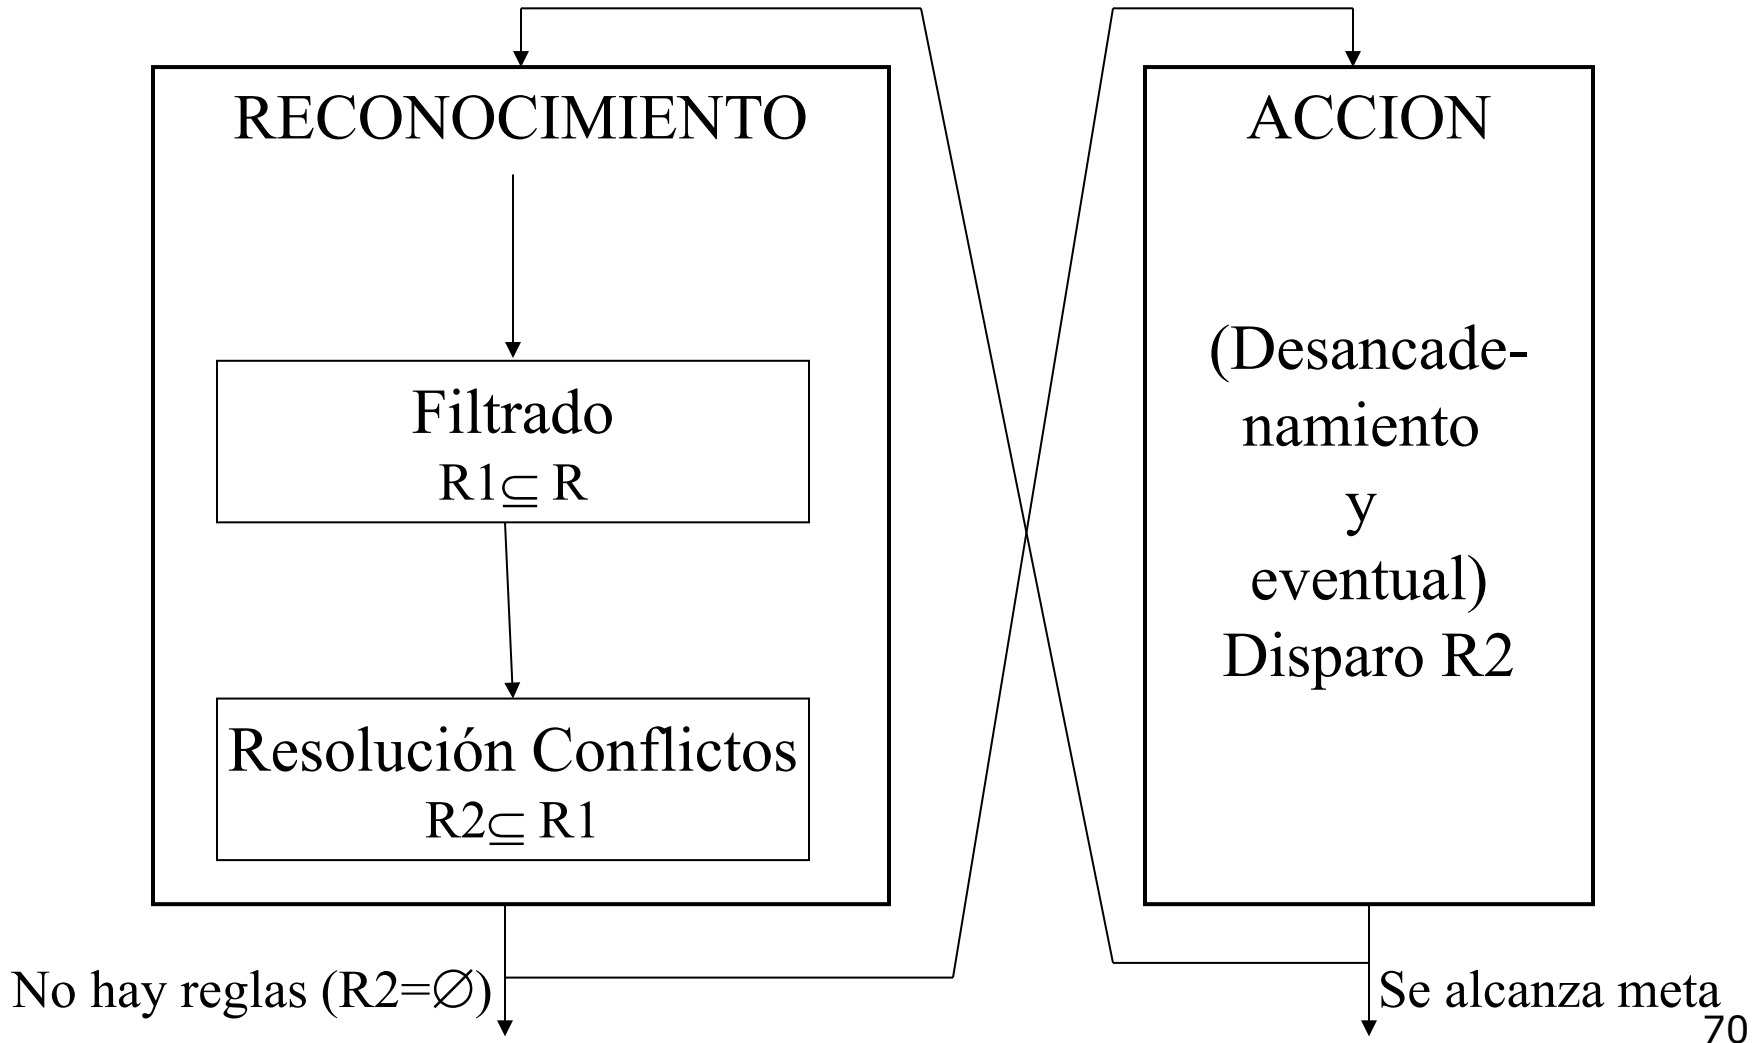 RECONOCIMIENTO
Filtrado
R1⊆ R
Resolución Conflictos
R2⊆ R1
No hay reglas (R2=∅)
ACCION
(Desancade-
namiento
y
eventual)
Disparo R2
Se alcanza meta
70